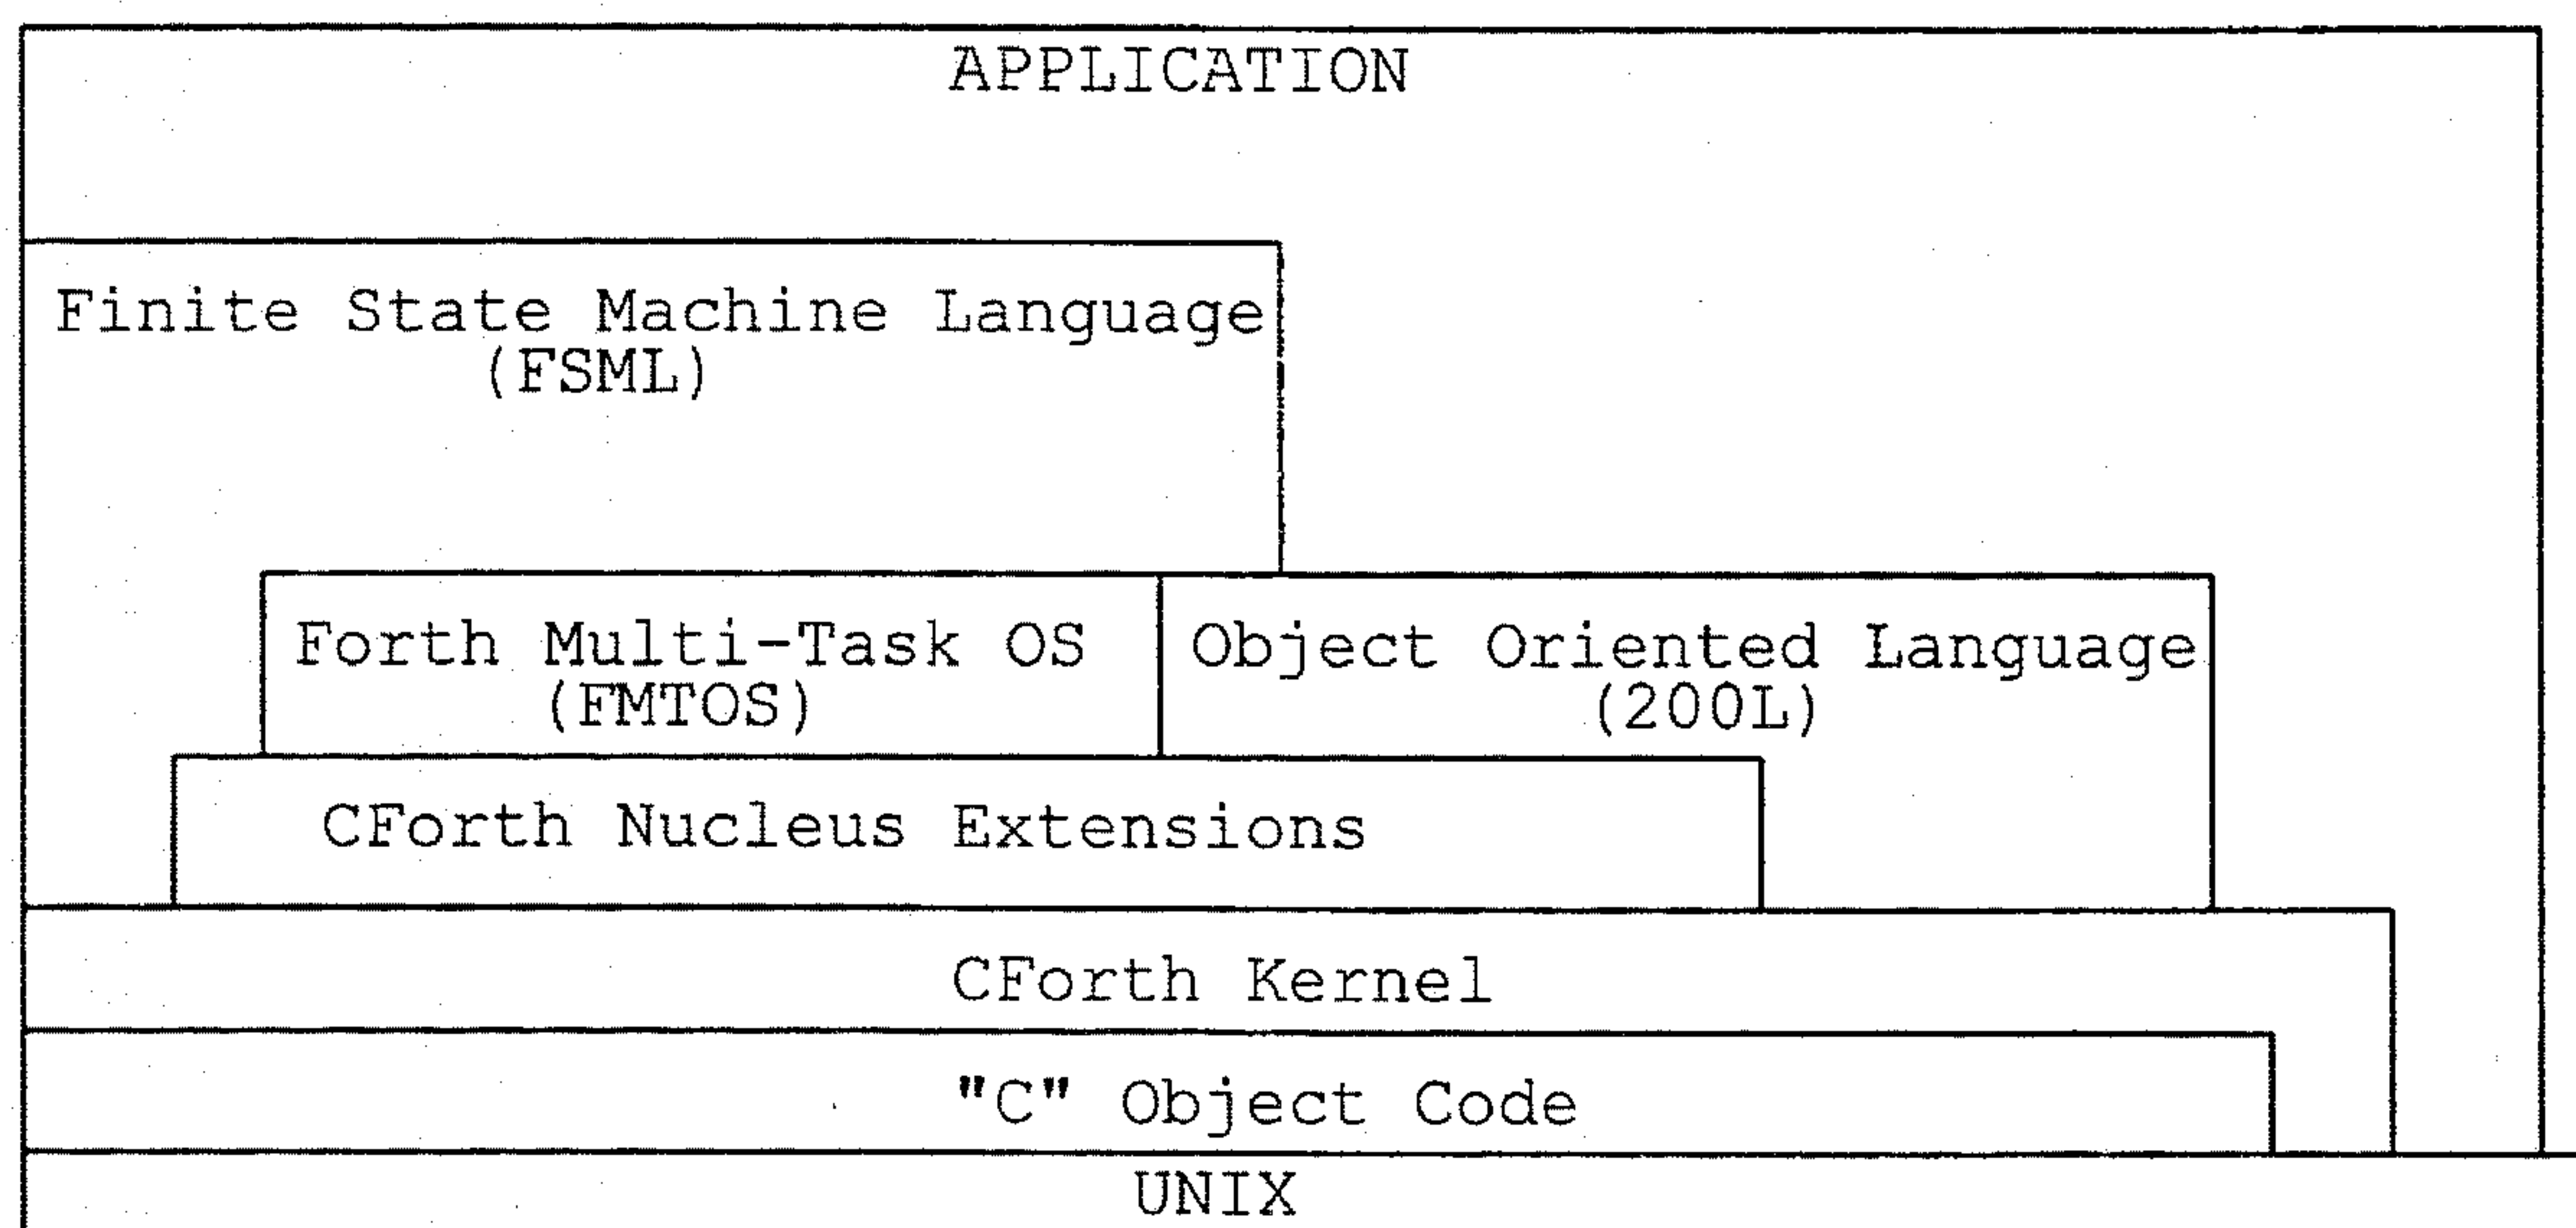 APPLICATION
Finite State Machine Language
(FSML)
Forth Multi-Task OS
(FMTOS)
Object Oriented Language
(200L)
CForth Nucleus Extensions
CForth Kernel
"C" Object Code
UNIX